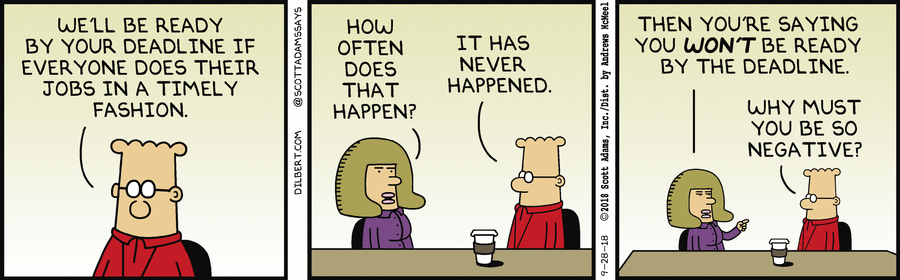 WE'LL BE READY
BY YOUR DEADLINE IF
EVERYONE DOES THEIR
JOBS IN A TIMELY
FASHION.
DILBERT.COM
@SCOTTADAMSSAYS
HOW
OFTEN
DOES
THAT
HAPPEN?
IT HAS
NEVER
HAPPENED.
9-28-18 ©2018 Scott Adams, Inc./Dist. by Andrews McMeel
THEN YOU'RE SAYING
YOU WON'T BE READY
BY THE DEADLINE.
WHY MUST
YOU BE SO
NEGATIVE?